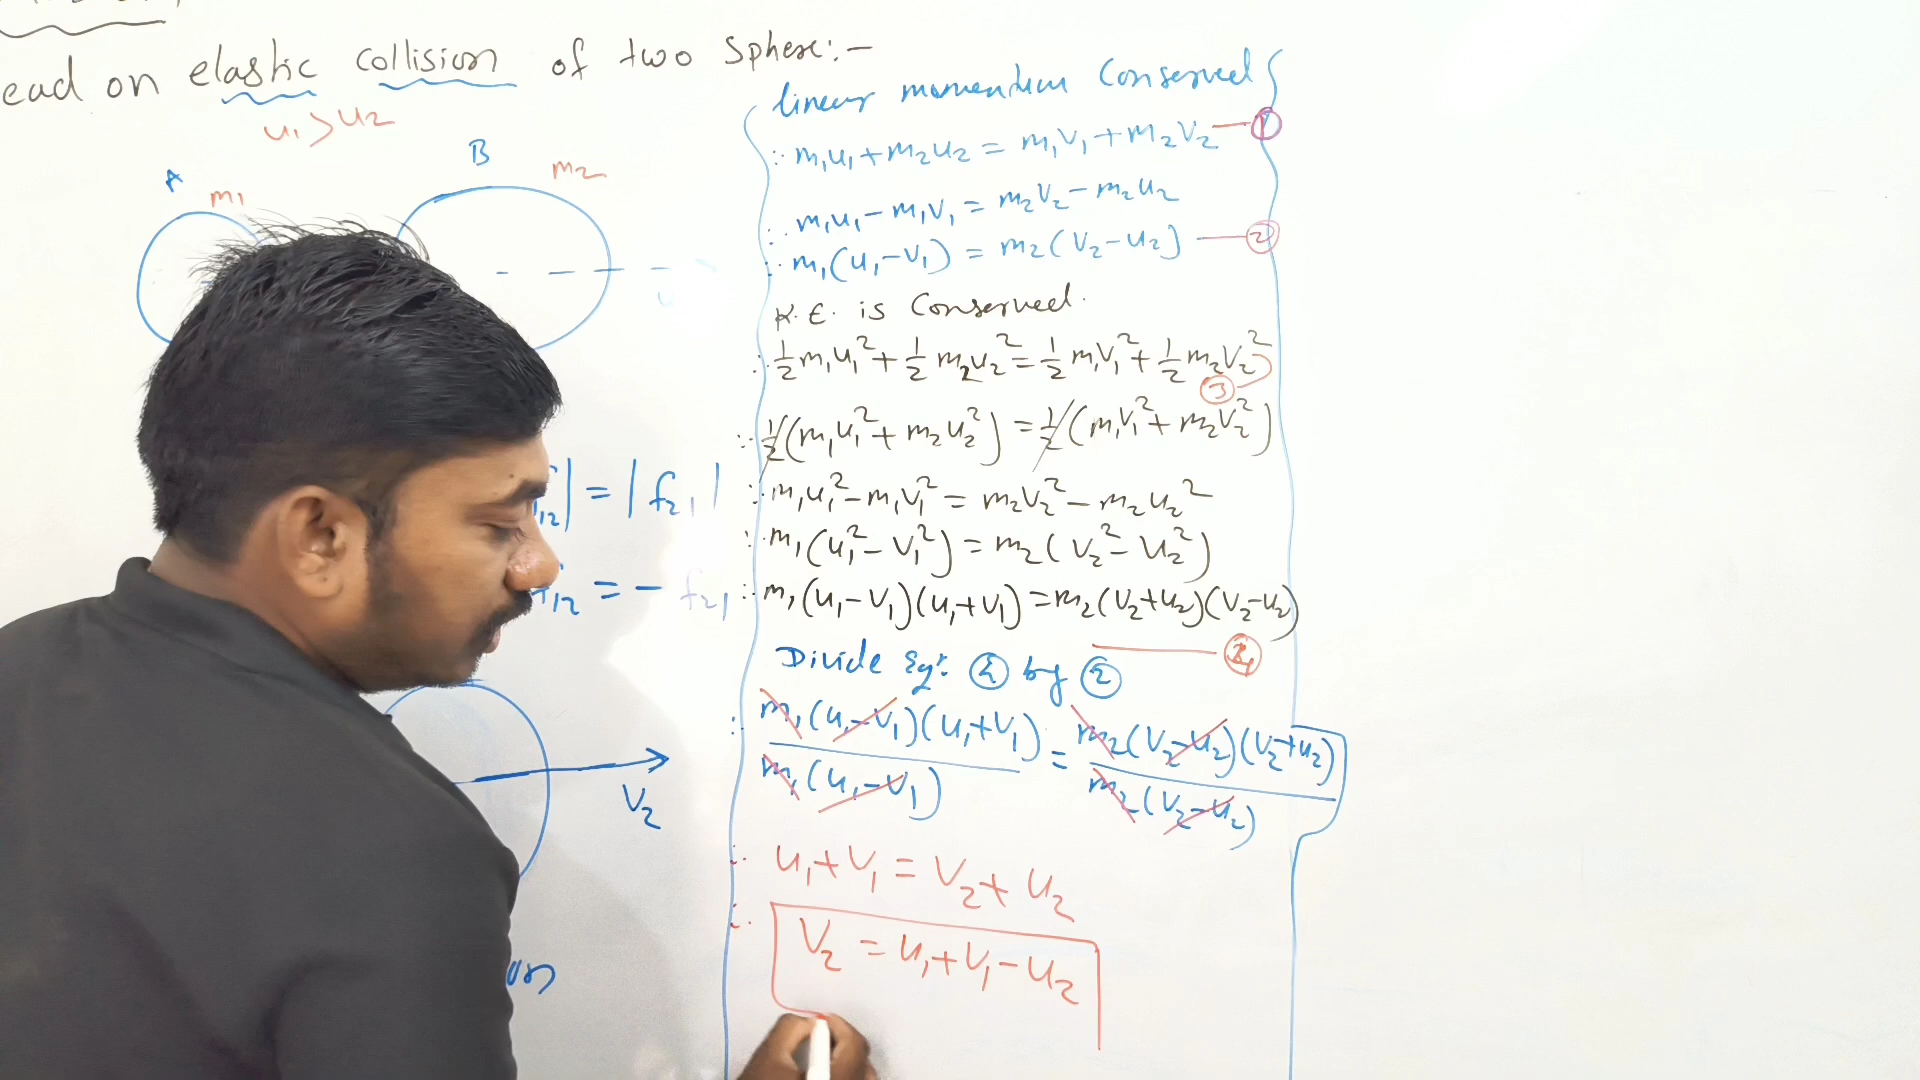 ead on elastic collision of two Sphere:-
u₁>u₂
A
m₁
B
m₂
| = | f₂₁ |
₁₂ = - f₂₁
V₂
linear momentum Conserved
∴ m₁u₁+m₂u₂ = m₁V₁+m₂V₂ — ①
∴ m₁u₁-m₁V₁ = m₂V₂-m₂u₂
∴ m₁(u₁-V₁) = m₂(V₂-u₂) — ②
K.E. is Conserved.
∴ ½m₁u₁²+½m₂u₂² = ½m₁V₁²+½m₂V₂² ③
∴ ½(m₁u₁²+m₂u₂²) = ½(m₁V₁²+m₂V₂²)
∴ m₁u₁²-m₁V₁² = m₂V₂²-m₂u₂²
∴ m₁(u₁²-V₁²) = m₂(V₂²-u₂²)
∴ m₁(u₁-V₁)(u₁+V₁) = m₂(V₂+u₂)(V₂-u₂)
Divide Eqⁿ. ④ by ②
∴ m₁(u₁-V₁)(u₁+V₁) / m₁(u₁-V₁) = m₂(V₂-u₂)(V₂+u₂) / m₂(V₂-u₂)
∴ u₁+V₁ = V₂+u₂
∴ V₂ = u₁+V₁-u₂